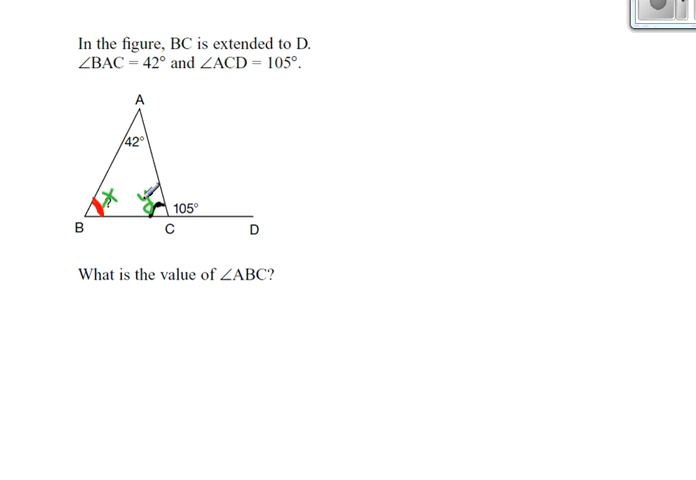 In the figure, BC is extended to D.
∠BAC = 42° and ∠ACD = 105°.
A
42°
x
?
y
105°
B
C
D
What is the value of ∠ABC?